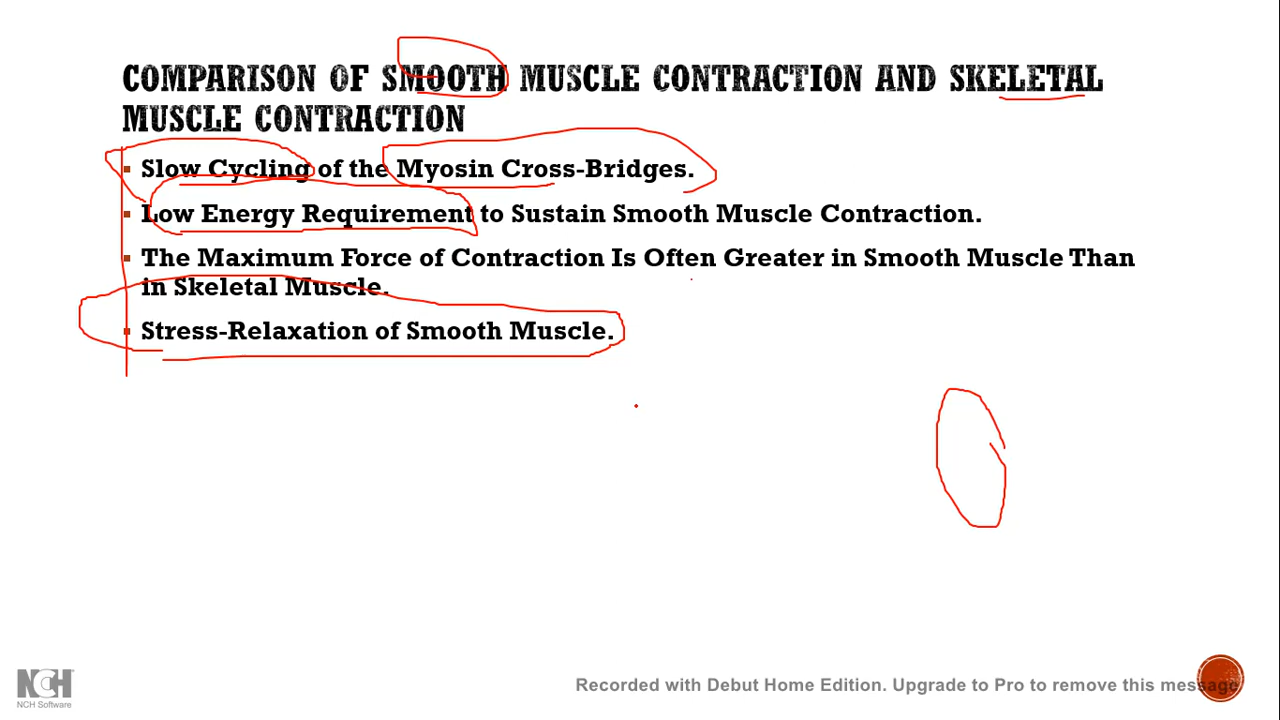 COMPARISON OF SMOOTH MUSCLE CONTRACTION AND SKELETAL
MUSCLE CONTRACTION
▪ Slow Cycling of the Myosin Cross-Bridges.
▪ Low Energy Requirement to Sustain Smooth Muscle Contraction.
▪ The Maximum Force of Contraction Is Often Greater in Smooth Muscle Than
in Skeletal Muscle.
▪ Stress-Relaxation of Smooth Muscle.
NCH
NCH Software
Recorded with Debut Home Edition. Upgrade to Pro to remove this message